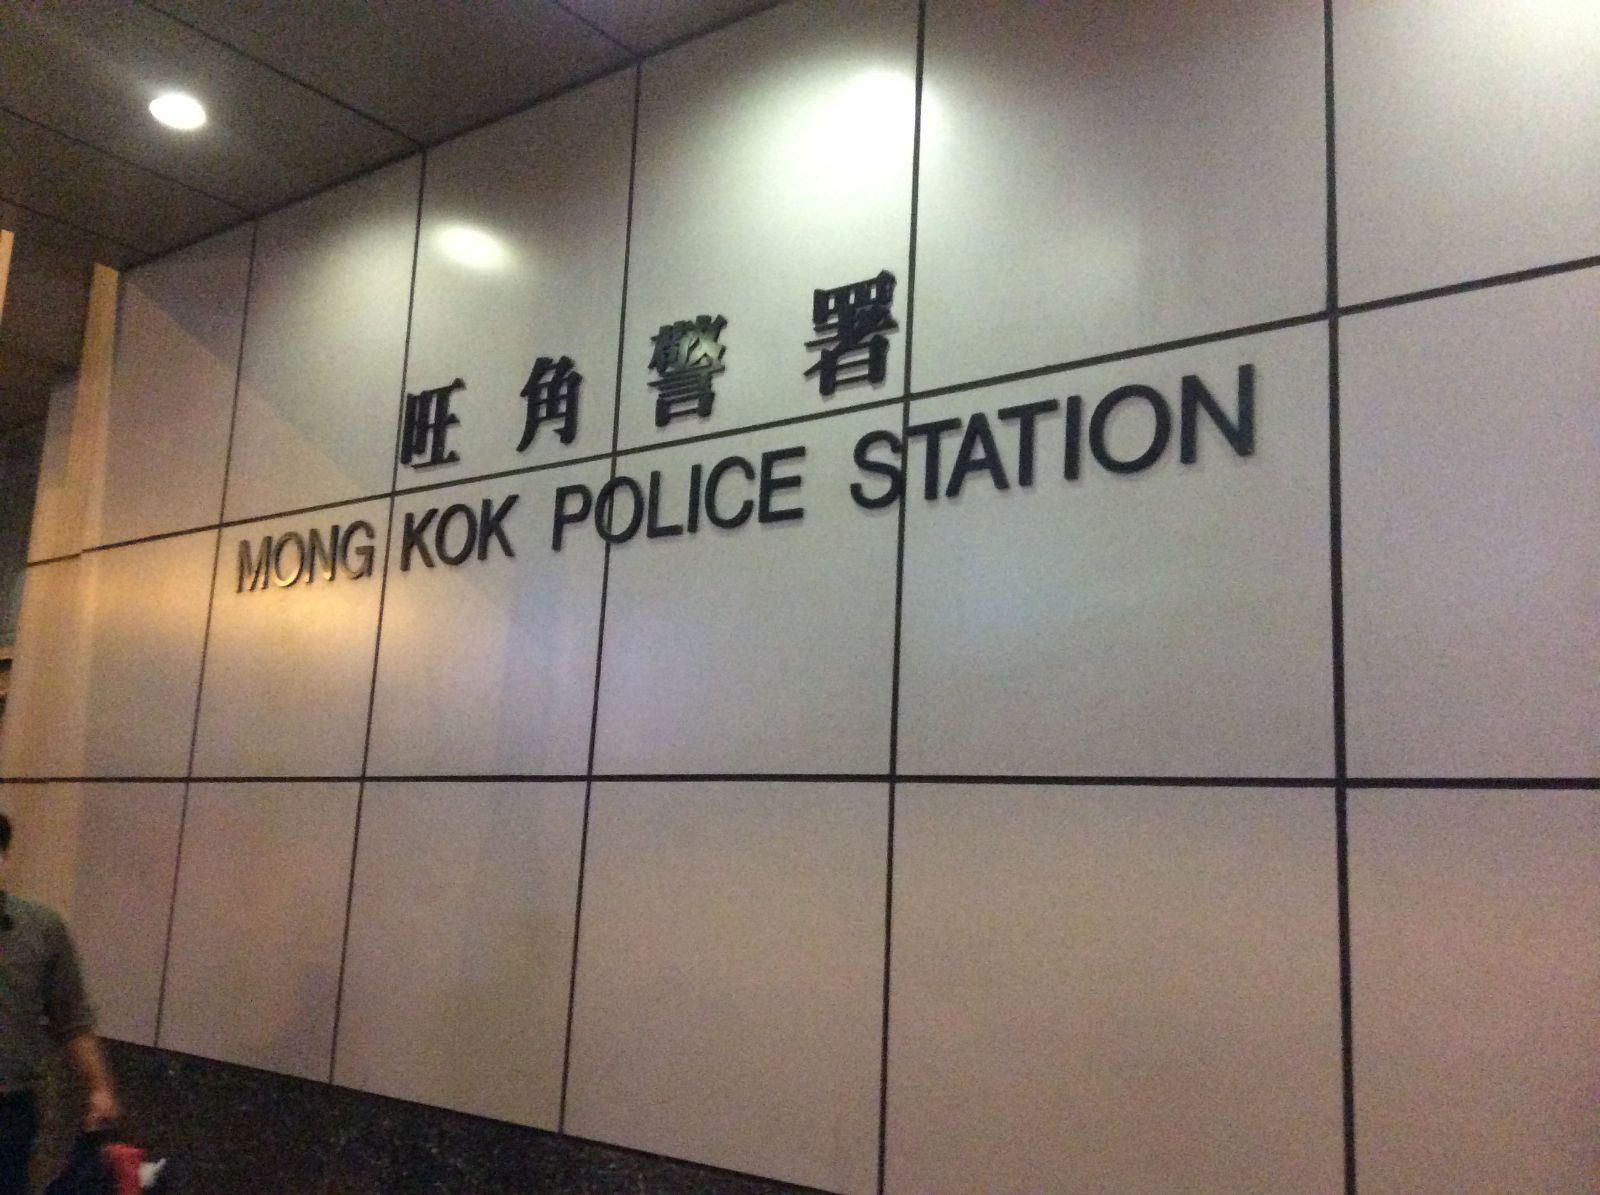 旺角警署
MONG KOK POLICE STATION